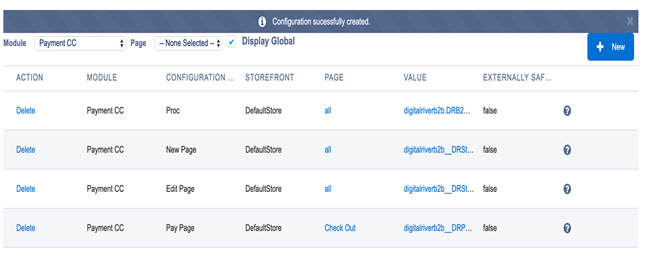 Configuration sucessfully created.
Module Payment CC Page -- None Selected -- Display Global
New
ACTION MODULE CONFIGURATION ... STOREFRONT PAGE VALUE EXTERNALLY SAF...
Delete Payment CC Proc DefaultStore all digitalriverb2b.DRB2... false
Delete Payment CC New Page DefaultStore all digitalriverb2b__DRSt... false
Delete Payment CC Edit Page DefaultStore all digitalriverb2b__DRSt... false
Delete Payment CC Pay Page DefaultStore Check Out digitalriverb2b__DRP... false